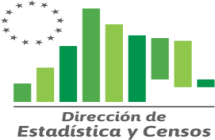 Dirección de
Estadística y Censos